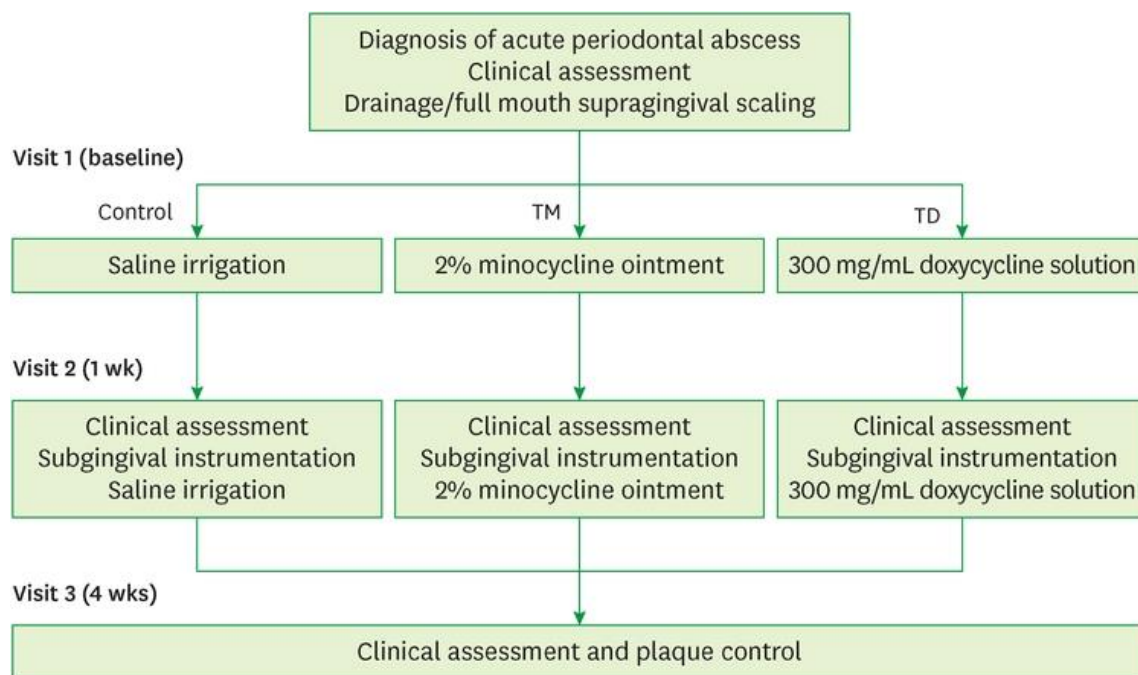 Diagnosis of acute periodontal abscess
Clinical assessment
Drainage/full mouth supragingival scaling
Visit 1 (baseline)
Control
TM
TD
Saline irrigation
2% minocycline ointment
300 mg/mL doxycycline solution
Visit 2 (1 wk)
Clinical assessment
Subgingival instrumentation
Saline irrigation
Clinical assessment
Subgingival instrumentation
2% minocycline ointment
Clinical assessment
Subgingival instrumentation
300 mg/mL doxycycline solution
Visit 3 (4 wks)
Clinical assessment and plaque control